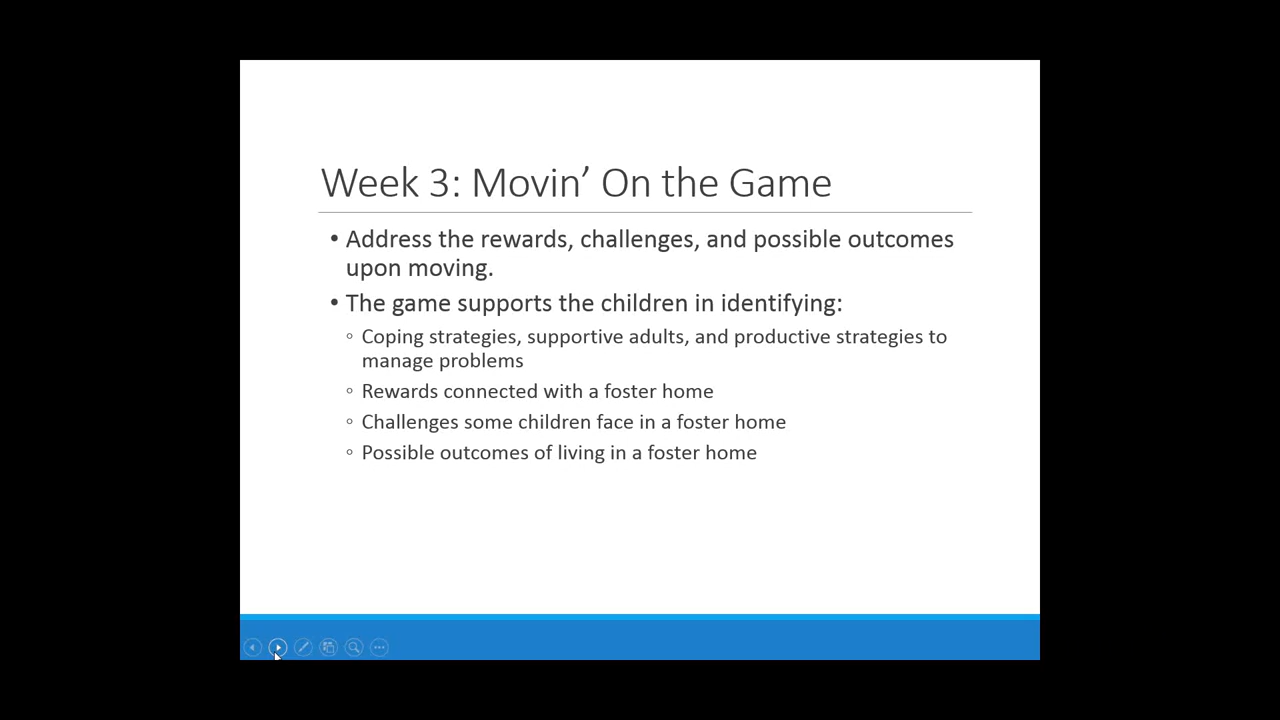 Week 3: Movin’ On the Game
• Address the rewards, challenges, and possible outcomes
upon moving.
• The game supports the children in identifying:
◦ Coping strategies, supportive adults, and productive strategies to
manage problems
◦ Rewards connected with a foster home
◦ Challenges some children face in a foster home
◦ Possible outcomes of living in a foster home